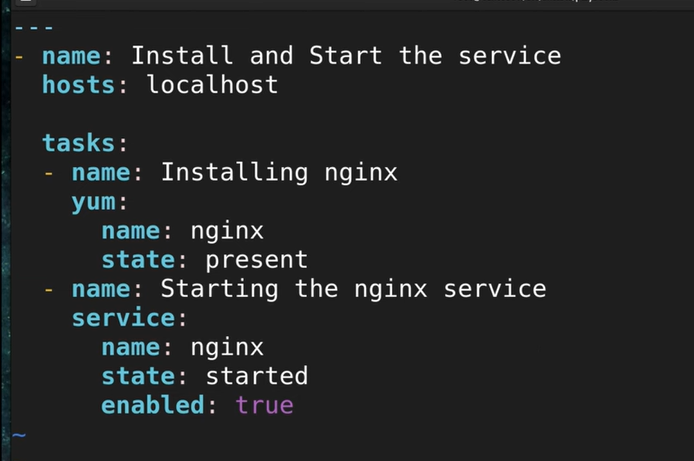 ---
- name: Install and Start the service
  hosts: localhost

  tasks:
  - name: Installing nginx
    yum:
      name: nginx
      state: present
  - name: Starting the nginx service
    service:
      name: nginx
      state: started
      enabled: true
~